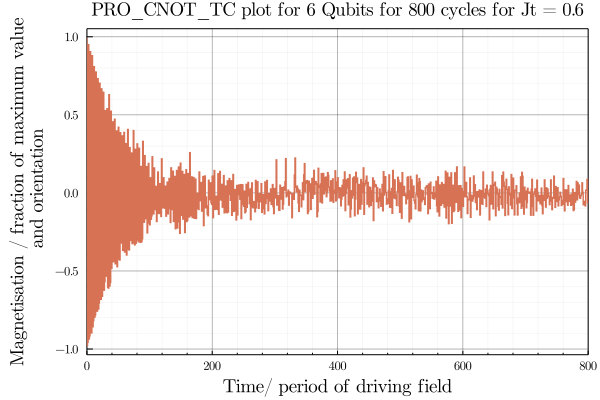 PRO_CNOT_TC plot for 6 Qubits for 800 cycles for Jt = 0.6
Magnetisation / fraction of maximum value
and orientation
1.0
0.5
0.0
−0.5
−1.0
0
200
400
600
800
Time/ period of driving field